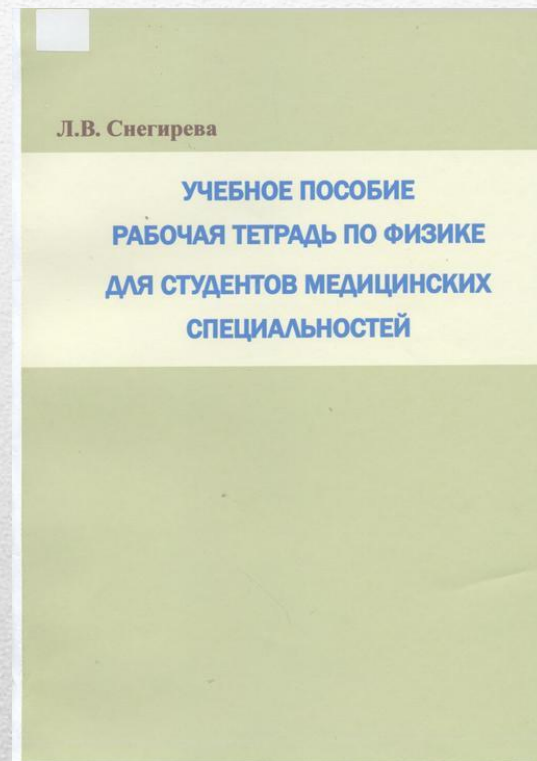 Л.В. Снегирева
УЧЕБНОЕ ПОСОБИЕ
РАБОЧАЯ ТЕТРАДЬ ПО ФИЗИКЕ
ДЛЯ СТУДЕНТОВ МЕДИЦИНСКИХ
СПЕЦИАЛЬНОСТЕЙ